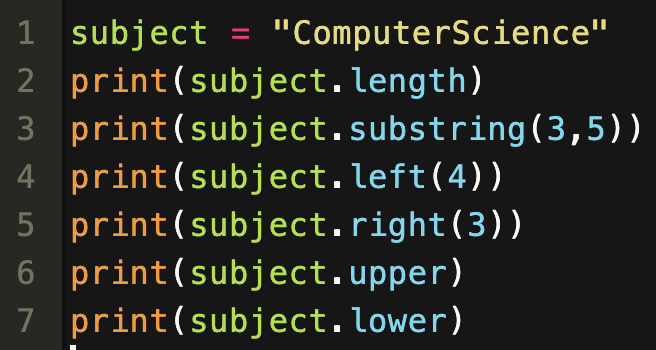 1 subject = "ComputerScience"
2 print(subject.length)
3 print(subject.substring(3,5))
4 print(subject.left(4))
5 print(subject.right(3))
6 print(subject.upper)
7 print(subject.lower)